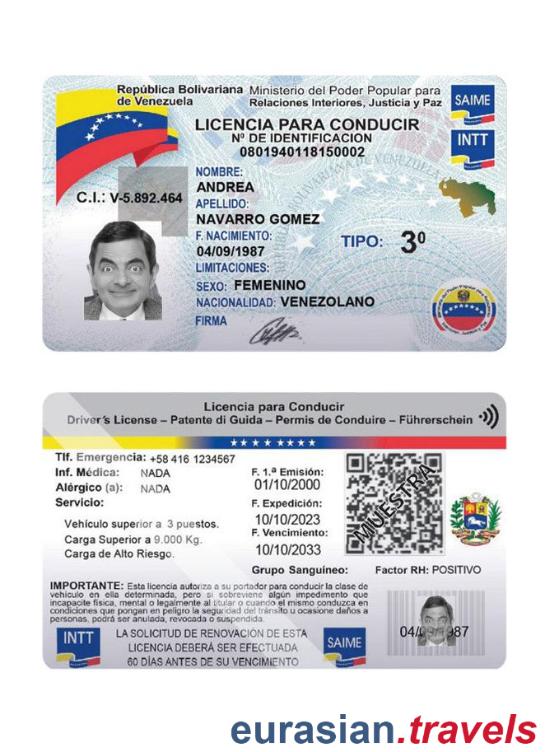 República Bolivariana de Venezuela
Ministerio del Poder Popular para
Relaciones Interiores, Justicia y Paz
SAIME
INTT
LICENCIA PARA CONDUCIR
Nº DE IDENTIFICACION
0801940118150002
C.I.: V-5.892.464
NOMBRE:
ANDREA
APELLIDO:
NAVARRO GOMEZ
F. NACIMIENTO:
04/09/1987
TIPO: 3⁰
LIMITACIONES:
SEXO: FEMENINO
NACIONALIDAD: VENEZOLANO
FIRMA
Licencia para Conducir
Driver's License – Patente di Guida – Permis de Conduire – Führerschein
Tlf. Emergencia: +58 416 1234567
Inf. Médica: NADA
Alérgico (a): NADA
Servicio:
Vehículo superior a 3 puestos.
Carga Superior a 9.000 Kg.
Carga de Alto Riesgo.
F. 1.ª Emisión:
01/10/2000
F. Expedición:
10/10/2023
F. Vencimiento:
10/10/2033
MUESTRA
Grupo Sanguíneo: Factor RH: POSITIVO
IMPORTANTE: Esta licencia autoriza a su portador para conducir la clase de
vehículo en ella determinada, pero si sobreviene algún impedimento que
incapacite física, mental o legalmente al titular o cuando el mismo conduzca en
condiciones que pongan en peligro la seguridad del tránsito u ocasione daños a
personas, podrá ser anulada, revocada o suspendida.
INTT
LA SOLICITUD DE RENOVACIÓN DE ESTA
LICENCIA DEBERÁ SER EFECTUADA
60 DÍAS ANTES DE SU VENCIMIENTO
SAIME
eurasian.travels